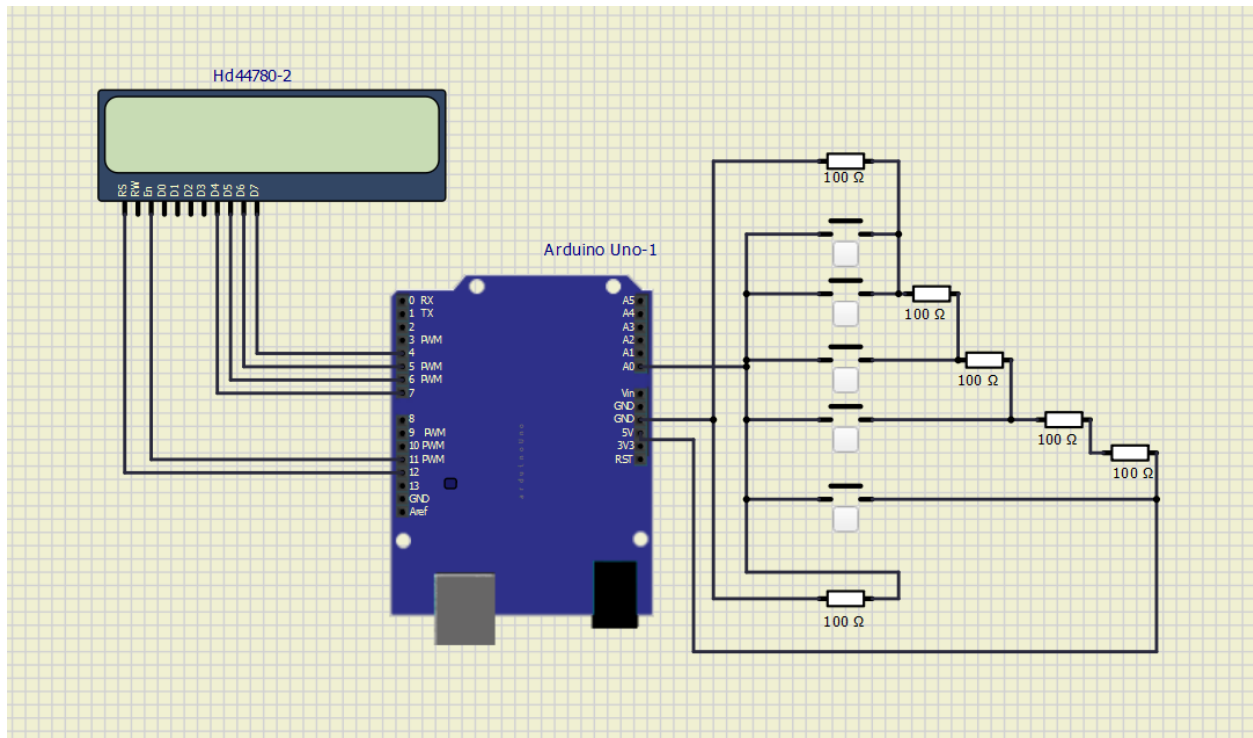 Hd44780-2
RS RW En D0 D1 D2 D3 D4 D5 D6 D7
Arduino Uno-1
0 RX
1 TX
2
3 PWM
4
5 PWM
6 PWM
7
8
9 PWM
10 PWM
11 PWM
12
13
GND
Aref
A5
A4
A3
A2
A1
A0
Vin
GND
GND
5V
3V3
RST
arduinoUno
100 Ω
100 Ω
100 Ω
100 Ω
100 Ω
100 Ω